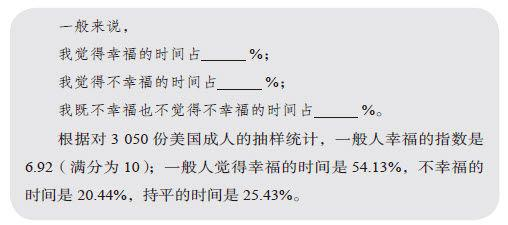 一般来说，
我觉得幸福的时间占______%；
我觉得不幸福的时间占______%；
我既不幸福也不觉得不幸福的时间占______%。
根据对 3 050 份美国成人的抽样统计，一般人幸福的指数是
6.92（满分为 10）；一般人觉得幸福的时间是 54.13%，不幸福的
时间是 20.44%，持平的时间是 25.43%。